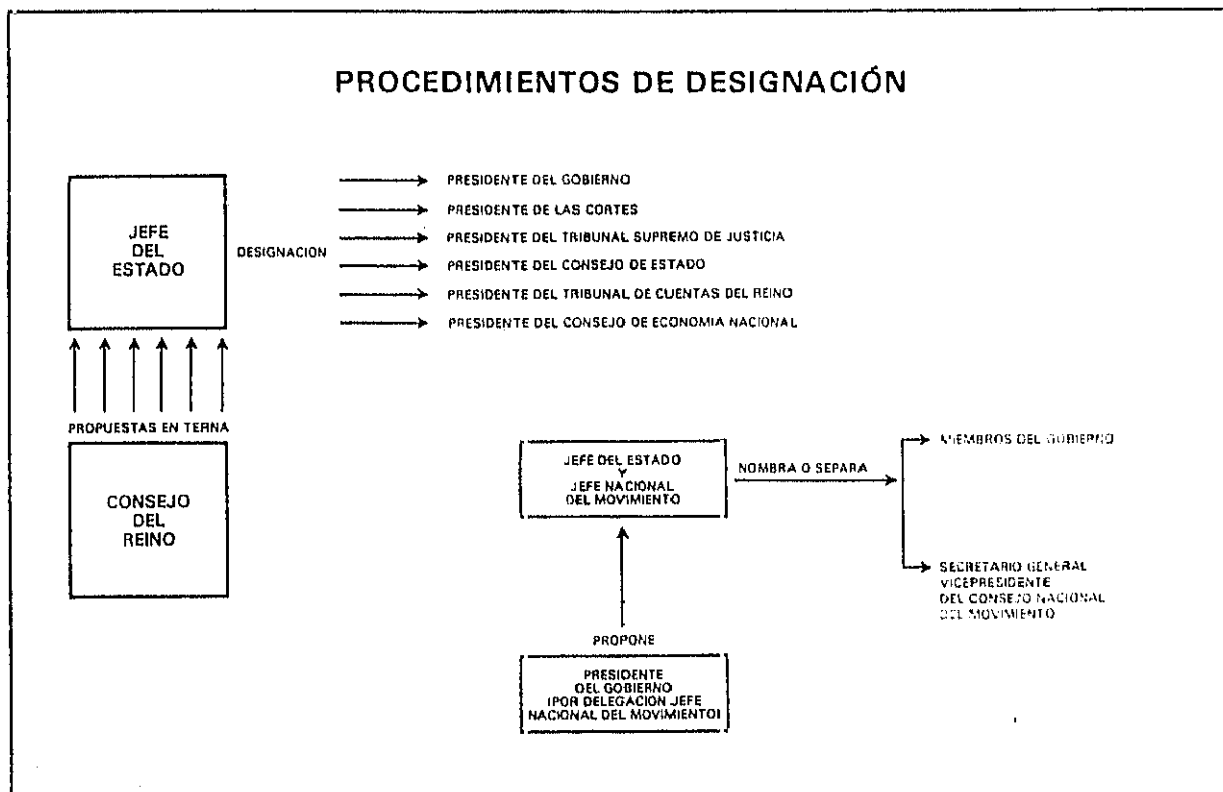 PROCEDIMIENTOS DE DESIGNACIÓN
JEFE
DEL
ESTADO
DESIGNACION
PRESIDENTE DEL GOBIERNO
PRESIDENTE DE LAS CORTES
PRESIDENTE DEL TRIBUNAL SUPREMO DE JUSTICIA
PRESIDENTE DEL CONSEJO DE ESTADO
PRESIDENTE DEL TRIBUNAL DE CUENTAS DEL REINO
PRESIDENTE DEL CONSEJO DE ECONOMIA NACIONAL
PROPUESTAS EN TERNA
CONSEJO
DEL
REINO
JEFE DEL ESTADO
Y
JEFE NACIONAL
DEL MOVIMIENTO
NOMBRA O SEPARA
MIEMBROS DEL GOBIERNO
SECRETARIO GENERAL
VICEPRESIDENTE
DEL CONSEJO NACIONAL
DEL MOVIMIENTO
PROPONE
PRESIDENTE
DEL GOBIERNO
(POR DELEGACION JEFE
NACIONAL DEL MOVIMIENTO)